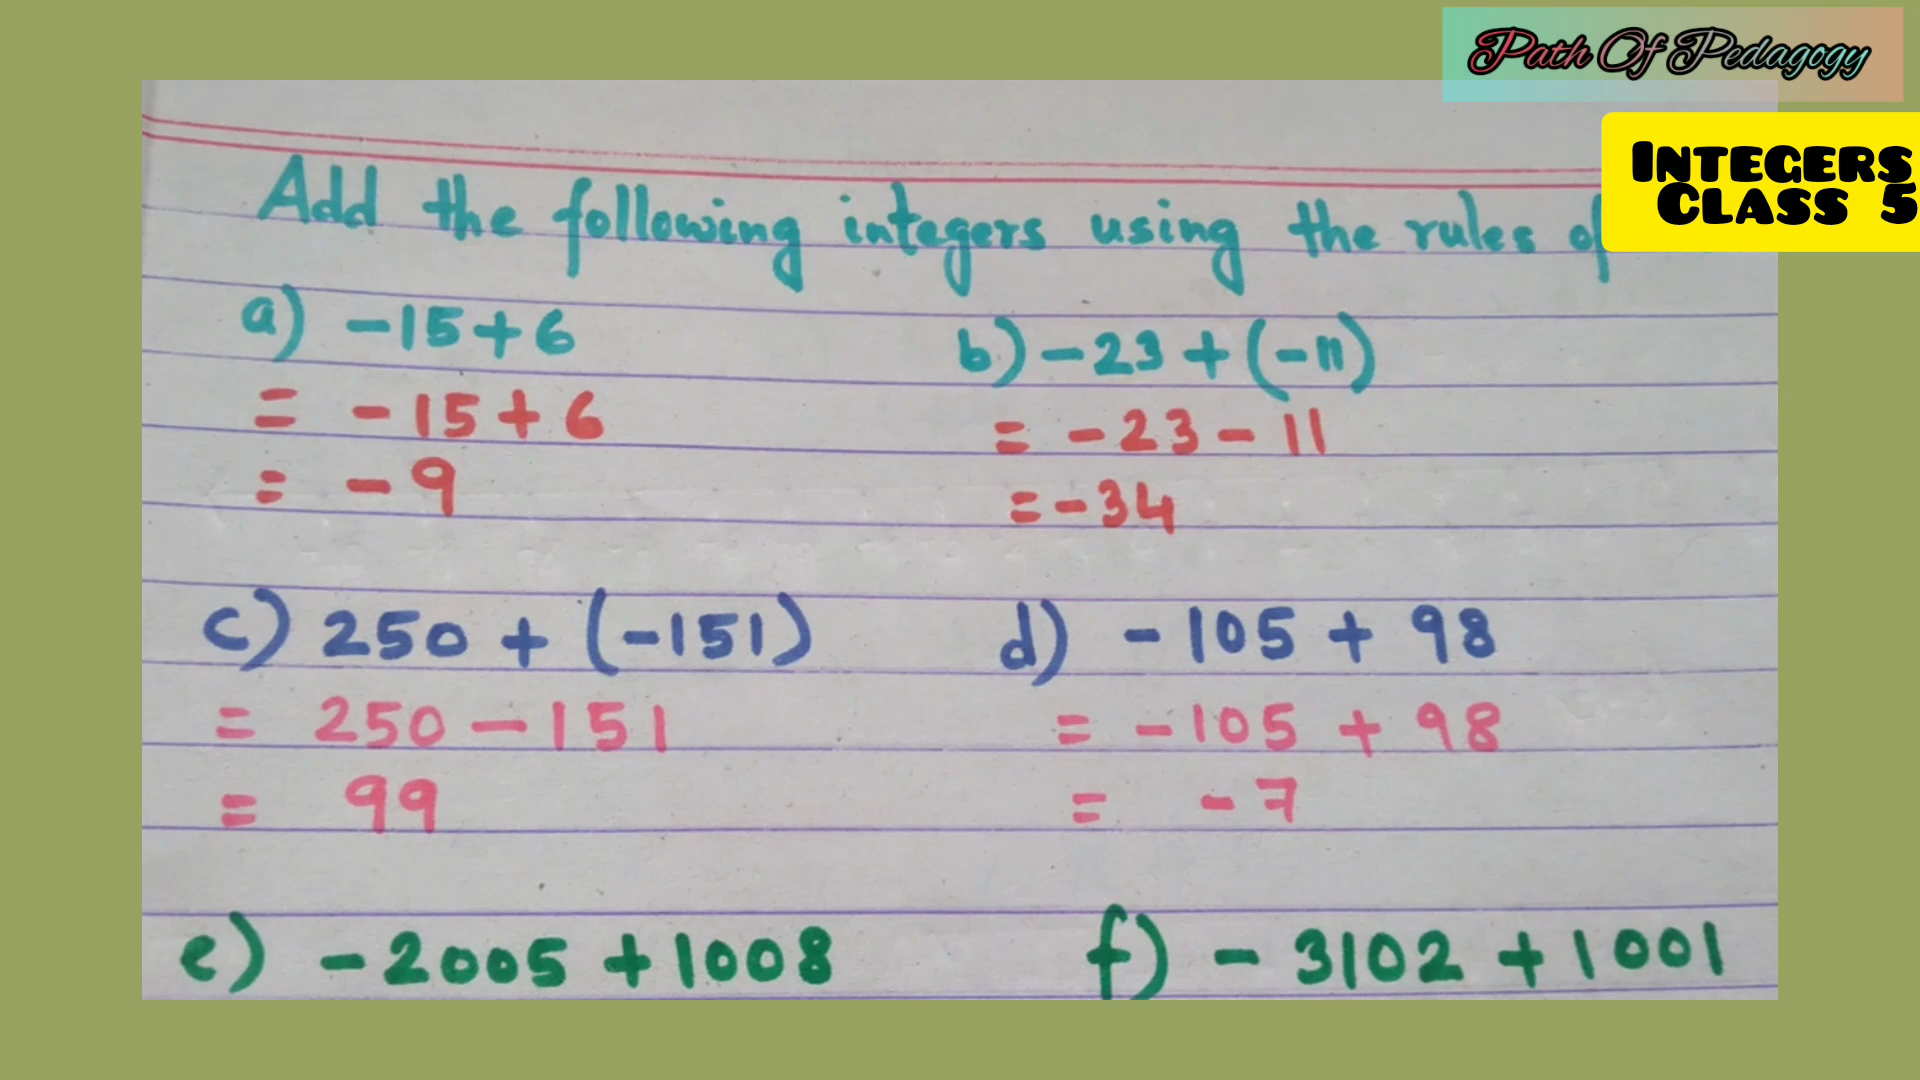 Path Of Pedagogy
INTEGERS
CLASS 5
Add the following integers using the rules of
a) -15+6
= -15+6
= -9
b) -23 + (-11)
= -23 - 11
= -34
c) 250 + (-151)
= 250 - 151
= 99
d) -105 + 98
= -105 + 98
= -7
e) -2005 + 1008
f) -3102 + 1001